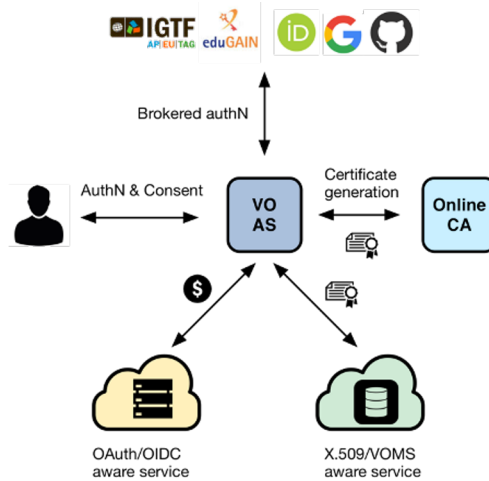 IGTF
AP|EU|TAG
eduGAIN
iD
G
Brokered authN
AuthN & Consent
VO
AS
Certificate
generation
Online
CA
$
OAuth/OIDC
aware service
X.509/VOMS
aware service